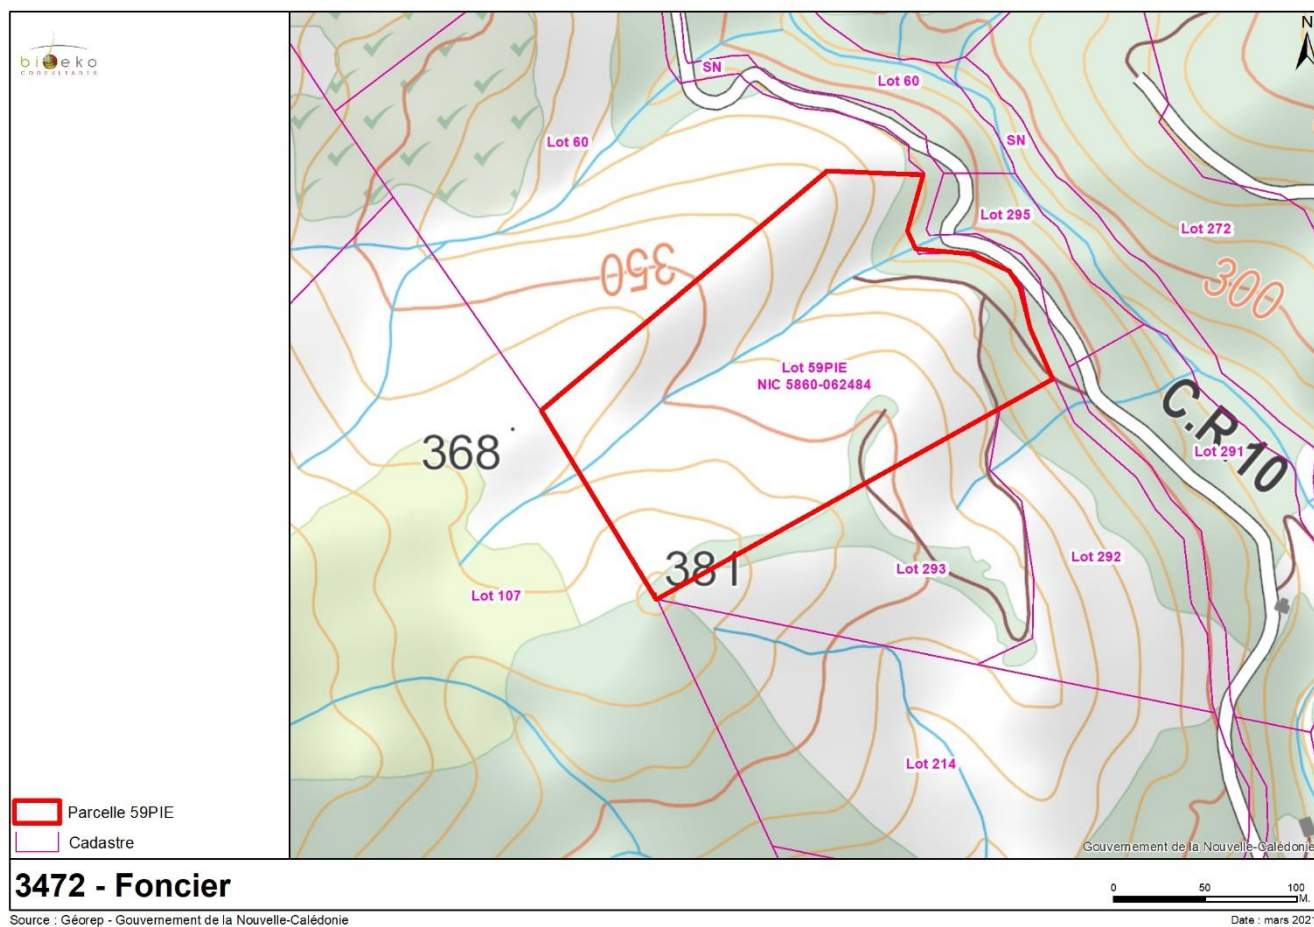 bioeko
CONSULTANTS
N
SN
Lot 60
Lot 60
SN
Lot 295
Lot 272
350
300
Lot 59PIE
NIC 5860-062484
368
C.R.10
Lot 291
381
Lot 293
Lot 292
Lot 107
Lot 214
Parcelle 59PIE
Cadastre
Gouvernement de la Nouvelle-Calédonie
3472 - Foncier
0 50 100
M.
Source : Géorep - Gouvernement de la Nouvelle-Calédonie
Date : mars 2021